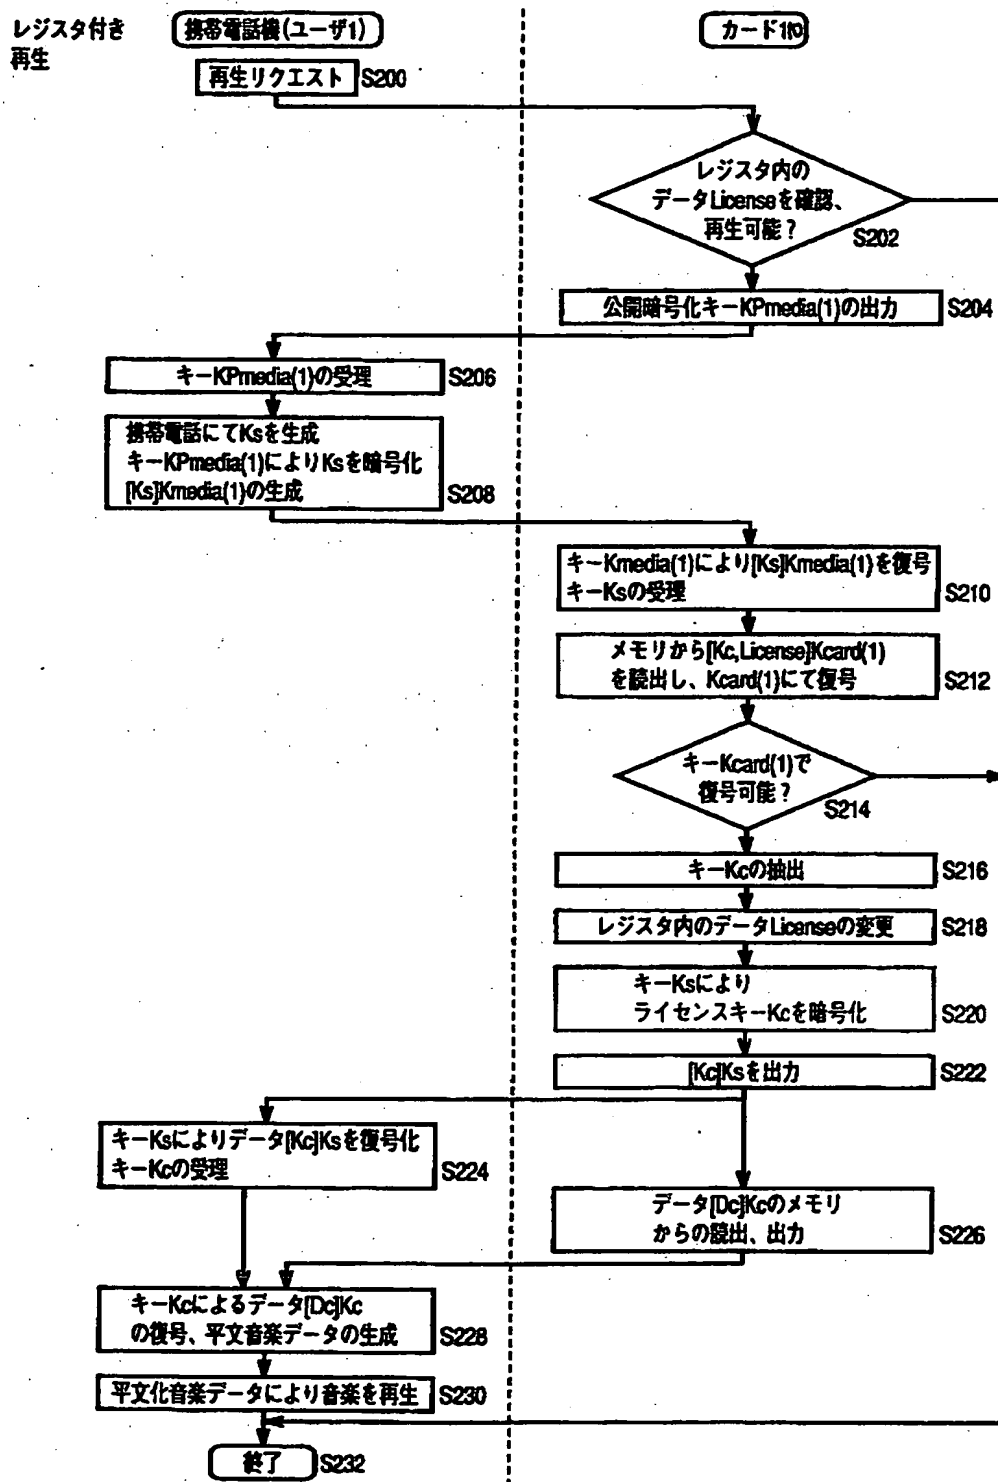 レジスタ付き
再生
携帯電話機(ユーザ1)
カード110
再生リクエスト S200
レジスタ内の
データLicenseを確認、
再生可能?
S202
公開暗号化キーKPmedia(1)の出力 S204
キーKPmedia(1)の受理 S206
携帯電話にてKsを生成
キーKPmedia(1)によりKsを暗号化
[Ks]Kmedia(1)の生成
S208
キーKmedia(1)により[Ks]Kmedia(1)を復号
キーKsの受理
S210
メモリから[Kc,License]Kcard(1)
を読出し、Kcard(1)にて復号
S212
キーKcard(1)で
復号可能?
S214
キーKcの抽出 S216
レジスタ内のデータLicenseの変更 S218
キーKsにより
ライセンスキーKcを暗号化
S220
[Kc]Ksを出力 S222
キーKsによりデータ[Kc]Ksを復号化
キーKcの受理
S224
データ[Dc]Kcのメモリ
からの読出、出力
S226
キーKcによるデータ[Dc]Kc
の復号、平文音楽データの生成
S228
平文化音楽データにより音楽を再生 S230
終了 S232